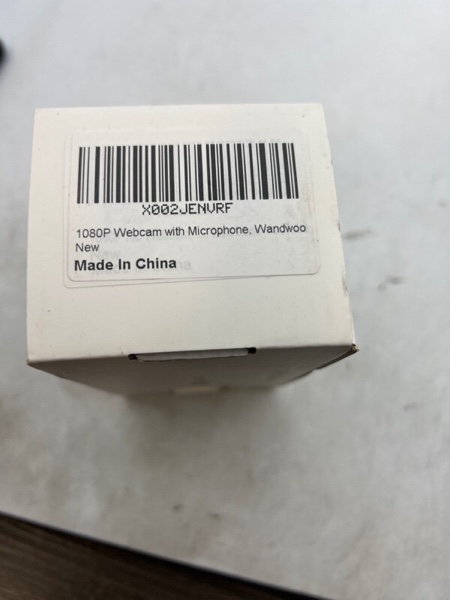 X002JENVRF
1080P Webcam with Microphone, Wandwoo
New
Made In China